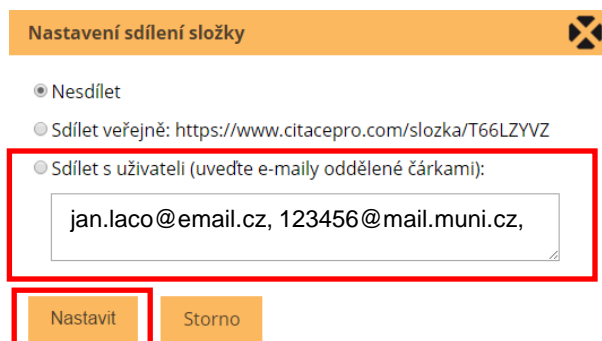 Nastavení sdílení složky
Nesdílet
Sdílet veřejně: https://www.citacepro.com/slozka/T66LZYVZ
Sdílet s uživateli (uveďte e-maily oddělené čárkami):
jan.laco@email.cz, 123456@mail.muni.cz,
Nastavit Storno